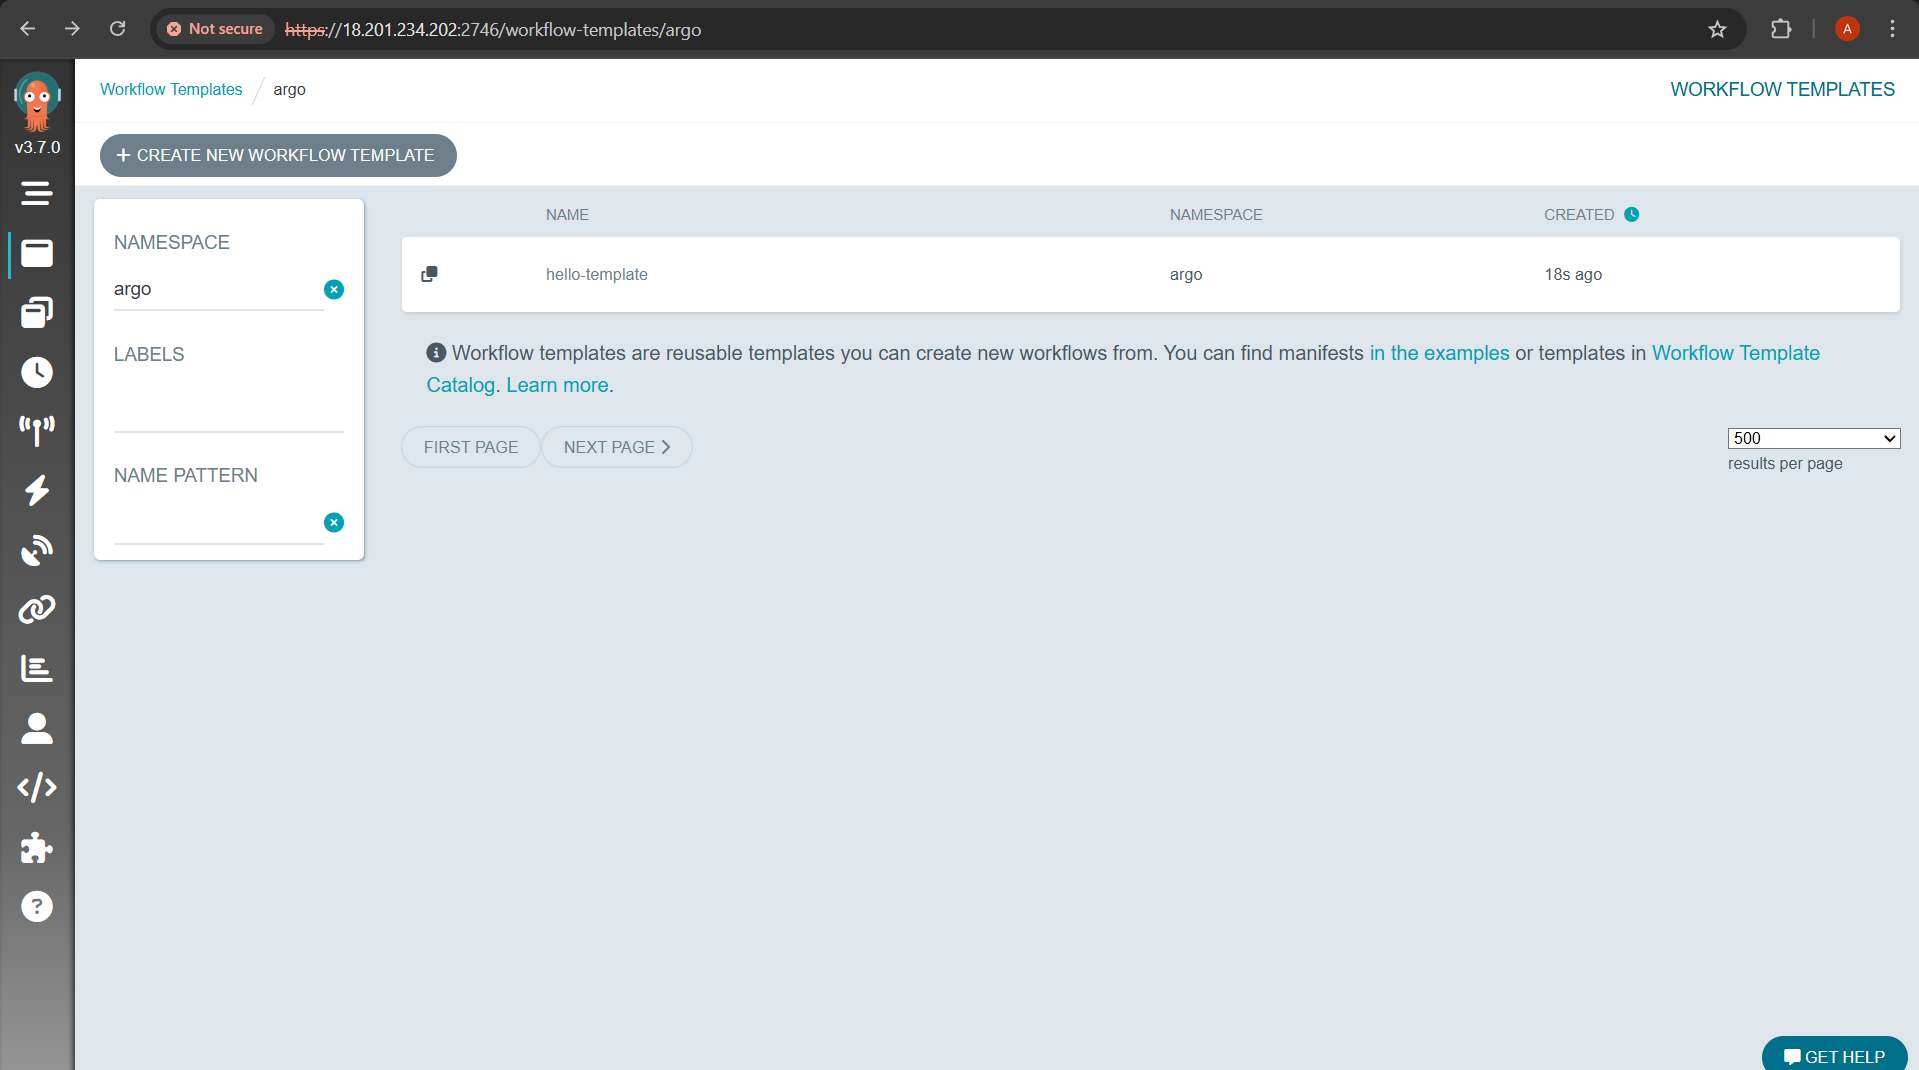 Not secure https://18.201.234.202:2746/workflow-templates/argo A
v3.7.0
Workflow Templates / argo
WORKFLOW TEMPLATES
+ CREATE NEW WORKFLOW TEMPLATE
NAMESPACE
argo
LABELS
NAME PATTERN
NAME NAMESPACE CREATED
hello-template argo 18s ago
Workflow templates are reusable templates you can create new workflows from. You can find manifests in the examples or templates in Workflow Template
Catalog. Learn more.
FIRST PAGE NEXT PAGE
500
results per page
GET HELP